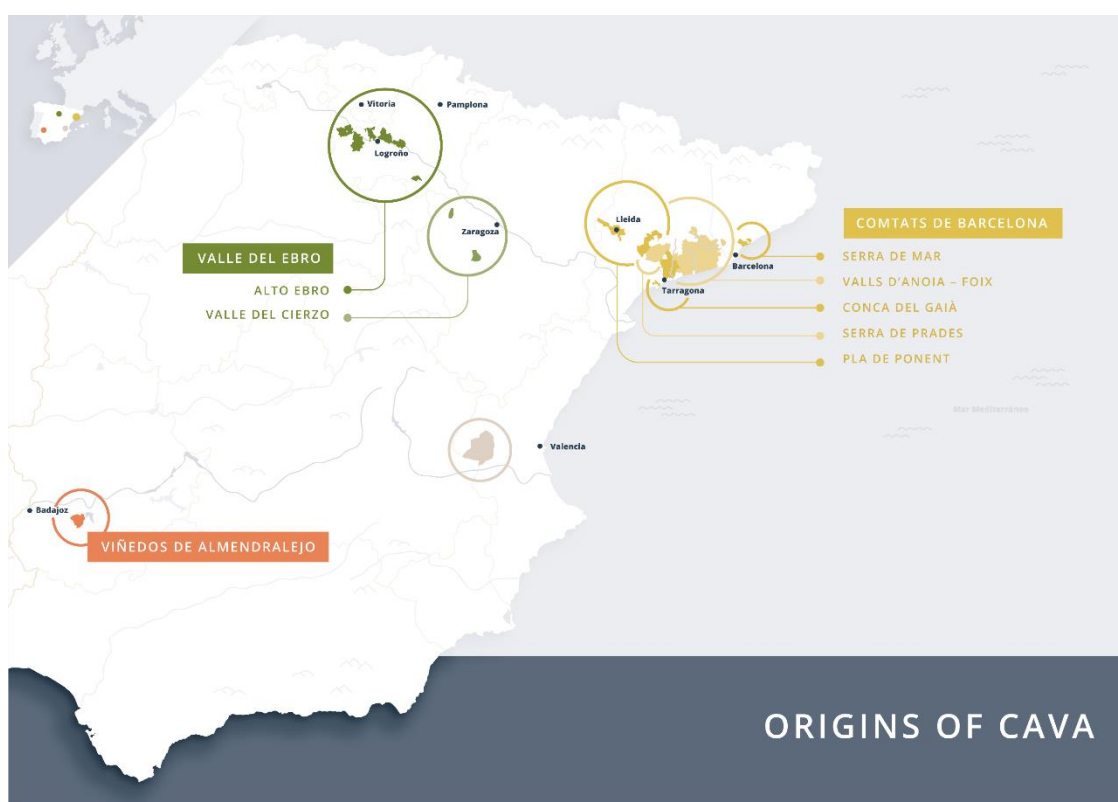 Vitoria
Pamplona
Logroño
Zaragoza
VALLE DEL EBRO
ALTO EBRO
VALLE DEL CIERZO
Lleida
Barcelona
Tarragona
COMTATS DE BARCELONA
SERRA DE MAR
VALLS D'ANOIA – FOIX
CONCA DEL GAIÀ
SERRA DE PRADES
PLA DE PONENT
Mar Mediterráneo
Valencia
Badajoz
VIÑEDOS DE ALMENDRALEJO
ORIGINS OF CAVA